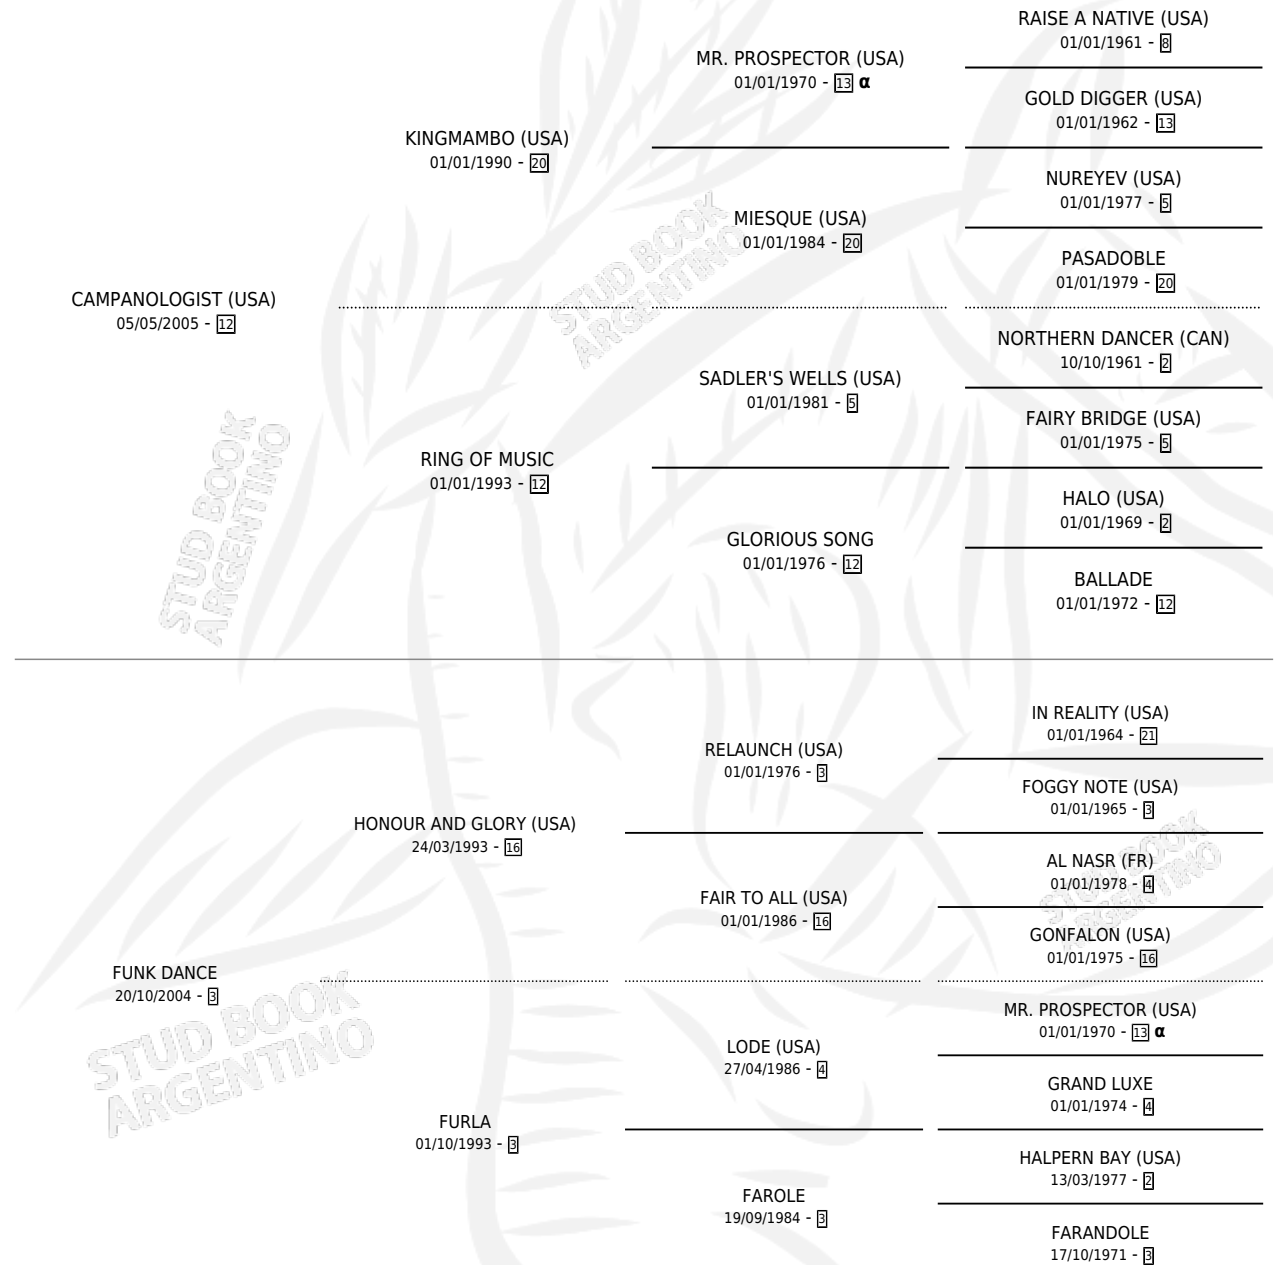 RAISE A NATIVE (USA)
01/01/1961 - 8
MR. PROSPECTOR (USA)
01/01/1970 - 13 α
GOLD DIGGER (USA)
01/01/1962 - 13
KINGMAMBO (USA)
01/01/1990 - 20
NUREYEV (USA)
01/01/1977 - 5
MIESQUE (USA)
01/01/1984 - 20
PASADOBLE
01/01/1979 - 20
CAMPANOLOGIST (USA)
05/05/2005 - 12
NORTHERN DANCER (CAN)
10/10/1961 - 2
SADLER'S WELLS (USA)
01/01/1981 - 5
FAIRY BRIDGE (USA)
01/01/1975 - 5
RING OF MUSIC
01/01/1993 - 12
HALO (USA)
01/01/1969 - 2
GLORIOUS SONG
01/01/1976 - 12
BALLADE
01/01/1972 - 12
IN REALITY (USA)
01/01/1964 - 21
RELAUNCH (USA)
01/01/1976 - 3
FOGGY NOTE (USA)
01/01/1965 - 3
HONOUR AND GLORY (USA)
24/03/1993 - 16
AL NASR (FR)
01/01/1978 - 4
FAIR TO ALL (USA)
01/01/1986 - 16
GONFALON (USA)
01/01/1975 - 16
FUNK DANCE
20/10/2004 - 3
MR. PROSPECTOR (USA)
01/01/1970 - 13 α
LODE (USA)
27/04/1986 - 4
GRAND LUXE
01/01/1974 - 4
FURLA
01/10/1993 - 3
HALPERN BAY (USA)
13/03/1977 - 2
FAROLE
19/09/1984 - 3
FARANDOLE
17/10/1971 - 3
STUD BOOK
ARGENTINO
STUD BOOK
ARGENTINO
STUD BOOK
ARGENTINO
STUD BOOK
ARGENTINO